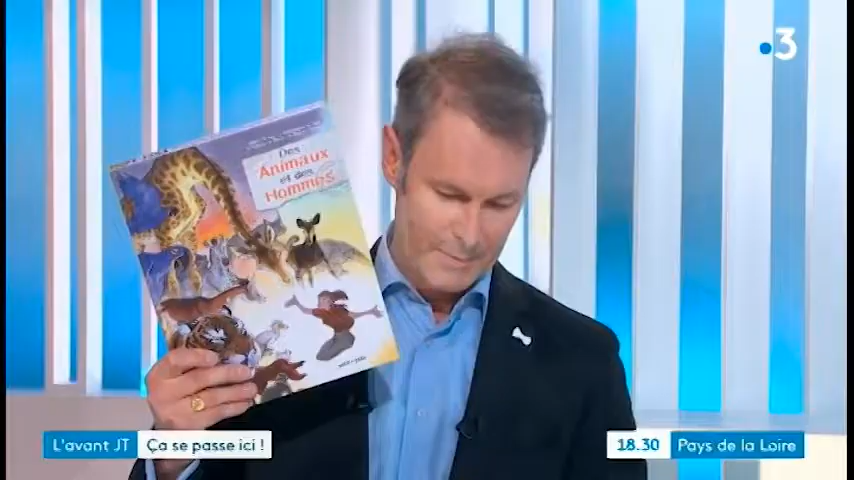 3
Des
Animaux
et des
Hommes
L'avant JT Ça se passe ici !
18.30 Pays de la Loire